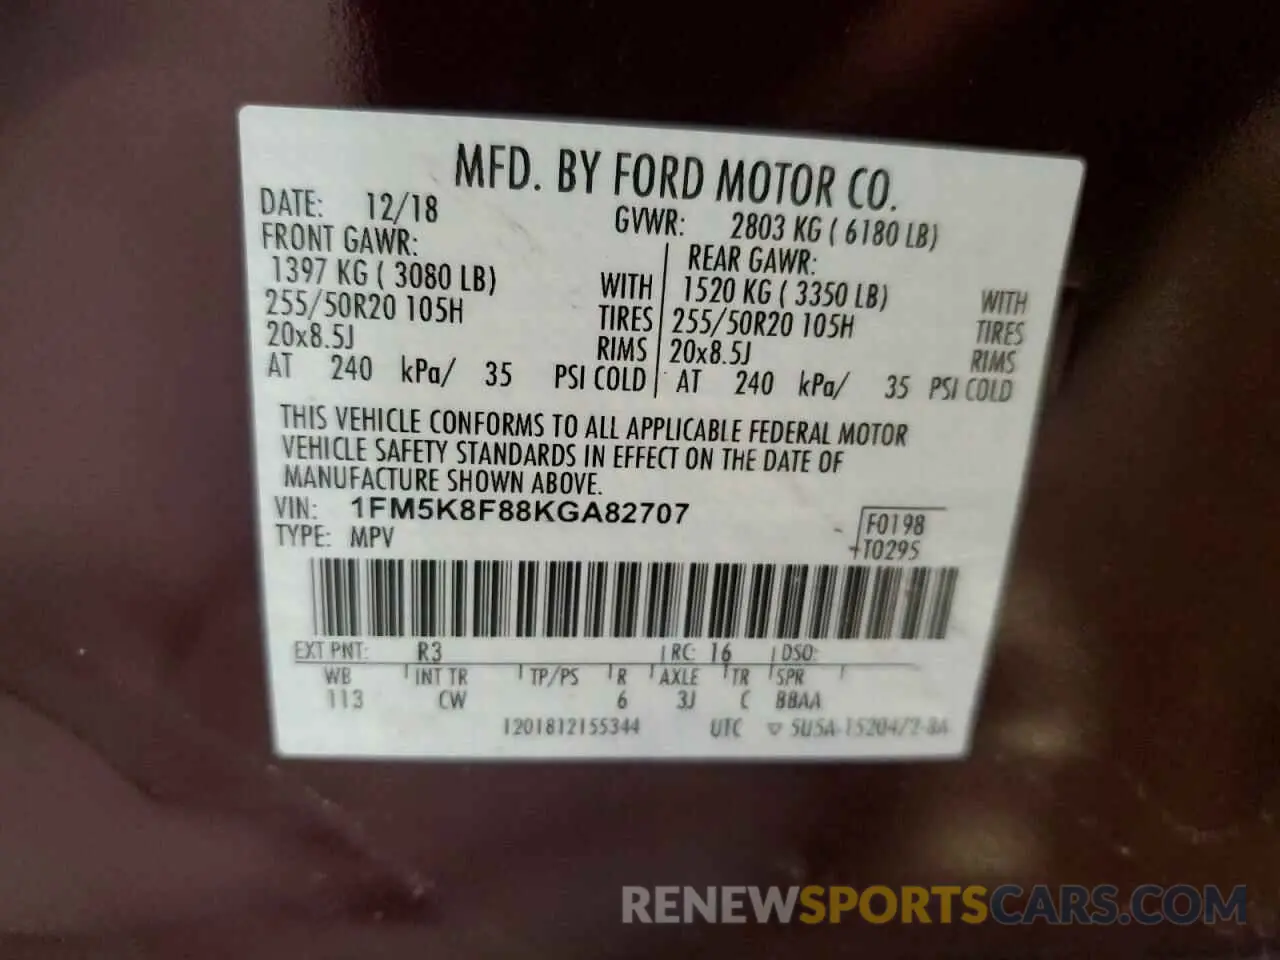 MFD. BY FORD MOTOR CO.
DATE: 12/18 GVWR: 2803 KG ( 6180 LB)
FRONT GAWR: REAR GAWR:
1397 KG ( 3080 LB) WITH 1520 KG ( 3350 LB) WITH
255/50R20 105H TIRES 255/50R20 105H TIRES
20x8.5J RIMS 20x8.5J RIMS
AT 240 kPa/ 35 PSI COLD AT 240 kPa/ 35 PSI COLD
THIS VEHICLE CONFORMS TO ALL APPLICABLE FEDERAL MOTOR
VEHICLE SAFETY STANDARDS IN EFFECT ON THE DATE OF
MANUFACTURE SHOWN ABOVE.
VIN: 1FM5K8F88KGA82707
TYPE: MPV
F0198
T0295
EXT PNT: R3 RC: 16 DSO:
WB INT TR TP/PS R AXLE TR SPR
113 CW 6 3J C BBAA
1201812155344 UTC
RENEWSPORTSCARS.COM